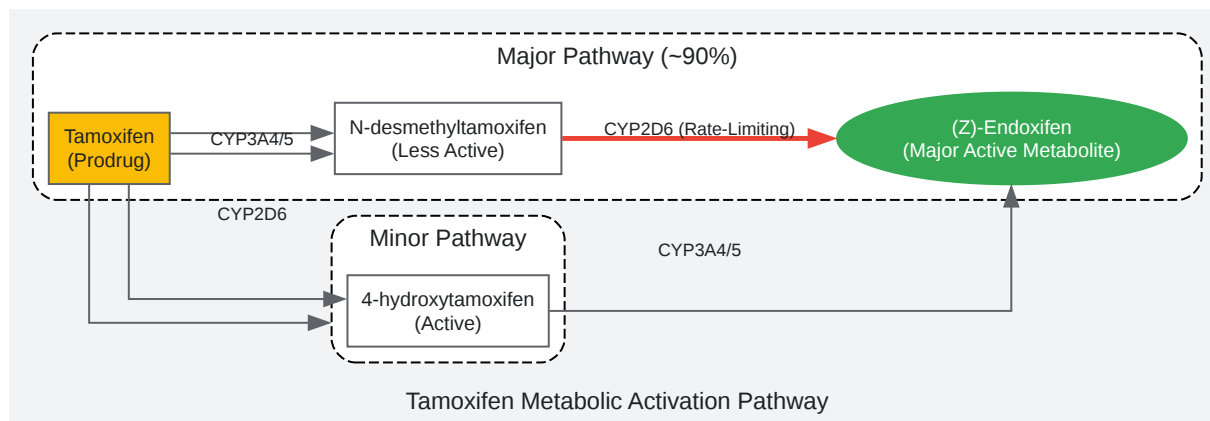 Major Pathway (~90%)
Tamoxifen
(Prodrug)
CYP3A4/5
N-desmethyltamoxifen
(Less Active)
CYP2D6 (Rate-Limiting)
(Z)-Endoxifen
(Major Active Metabolite)
CYP2D6
Minor Pathway
CYP3A4/5
4-hydroxytamoxifen
(Active)
Tamoxifen Metabolic Activation Pathway